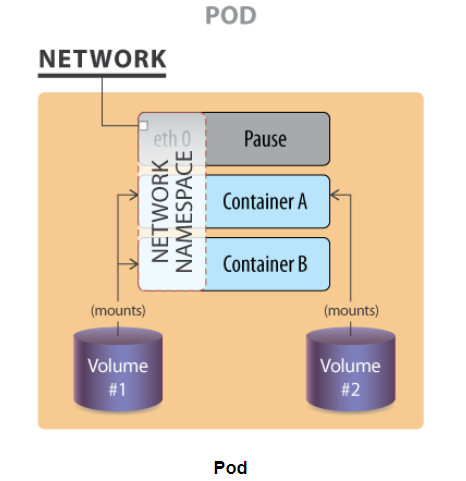 POD
NETWORK
eth 0
Pause
NETWORK
NAMESPACE
Container A
Container B
(mounts)
(mounts)
Volume
#1
Volume
#2
Pod